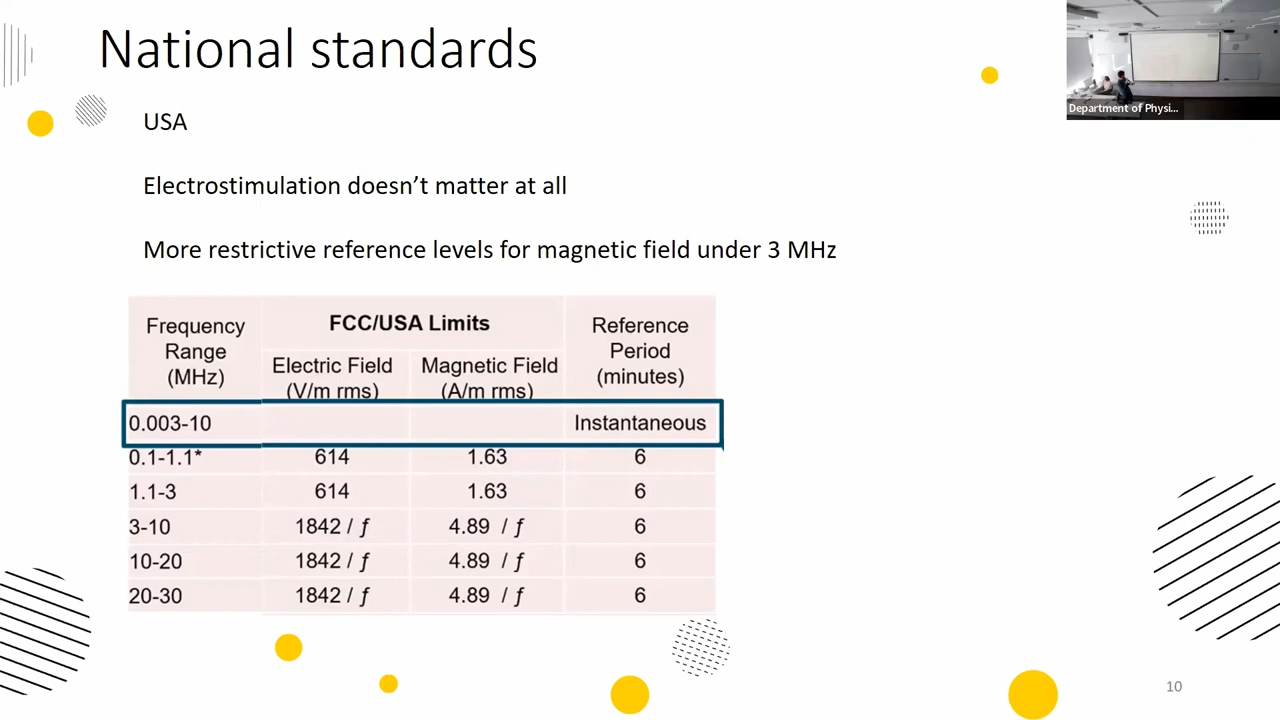 National standards
Department of Physi...
USA
Electrostimulation doesn't matter at all
More restrictive reference levels for magnetic field under 3 MHz
Frequency Range (MHz) FCC/USA Limits Reference Period (minutes)
Electric Field (V/m rms) Magnetic Field (A/m rms)
0.003-10 Instantaneous
0.1-1.1* 614 1.63 6
1.1-3 614 1.63 6
3-10 1842 / ƒ 4.89 / ƒ 6
10-20 1842 / ƒ 4.89 / ƒ 6
20-30 1842 / ƒ 4.89 / ƒ 6
10